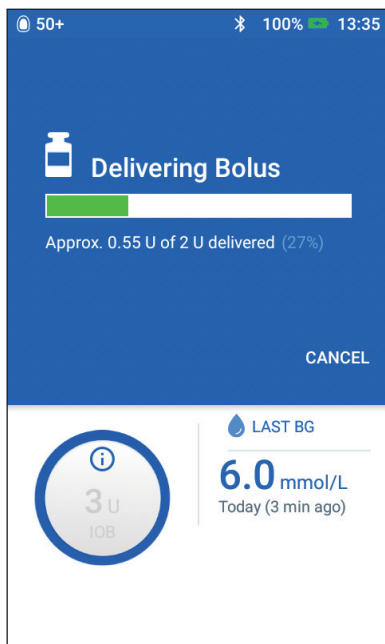 50+ 100% 13:35
Delivering Bolus
Approx. 0.55 U of 2 U delivered (27%)
CANCEL
LAST BG
6.0 mmol/L
Today (3 min ago)
3 U
IOB